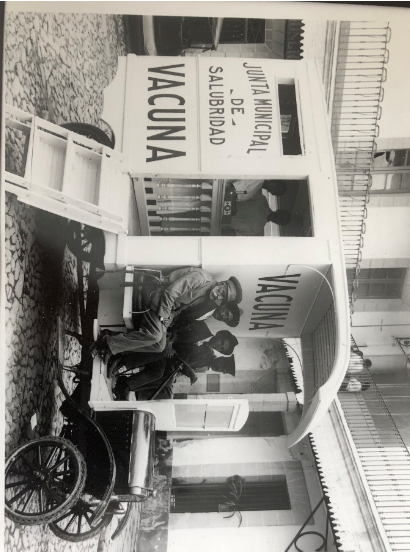 JUNTA MUNICIPAL
DE
SALUBRIDAD
VACUNA
VACUNA